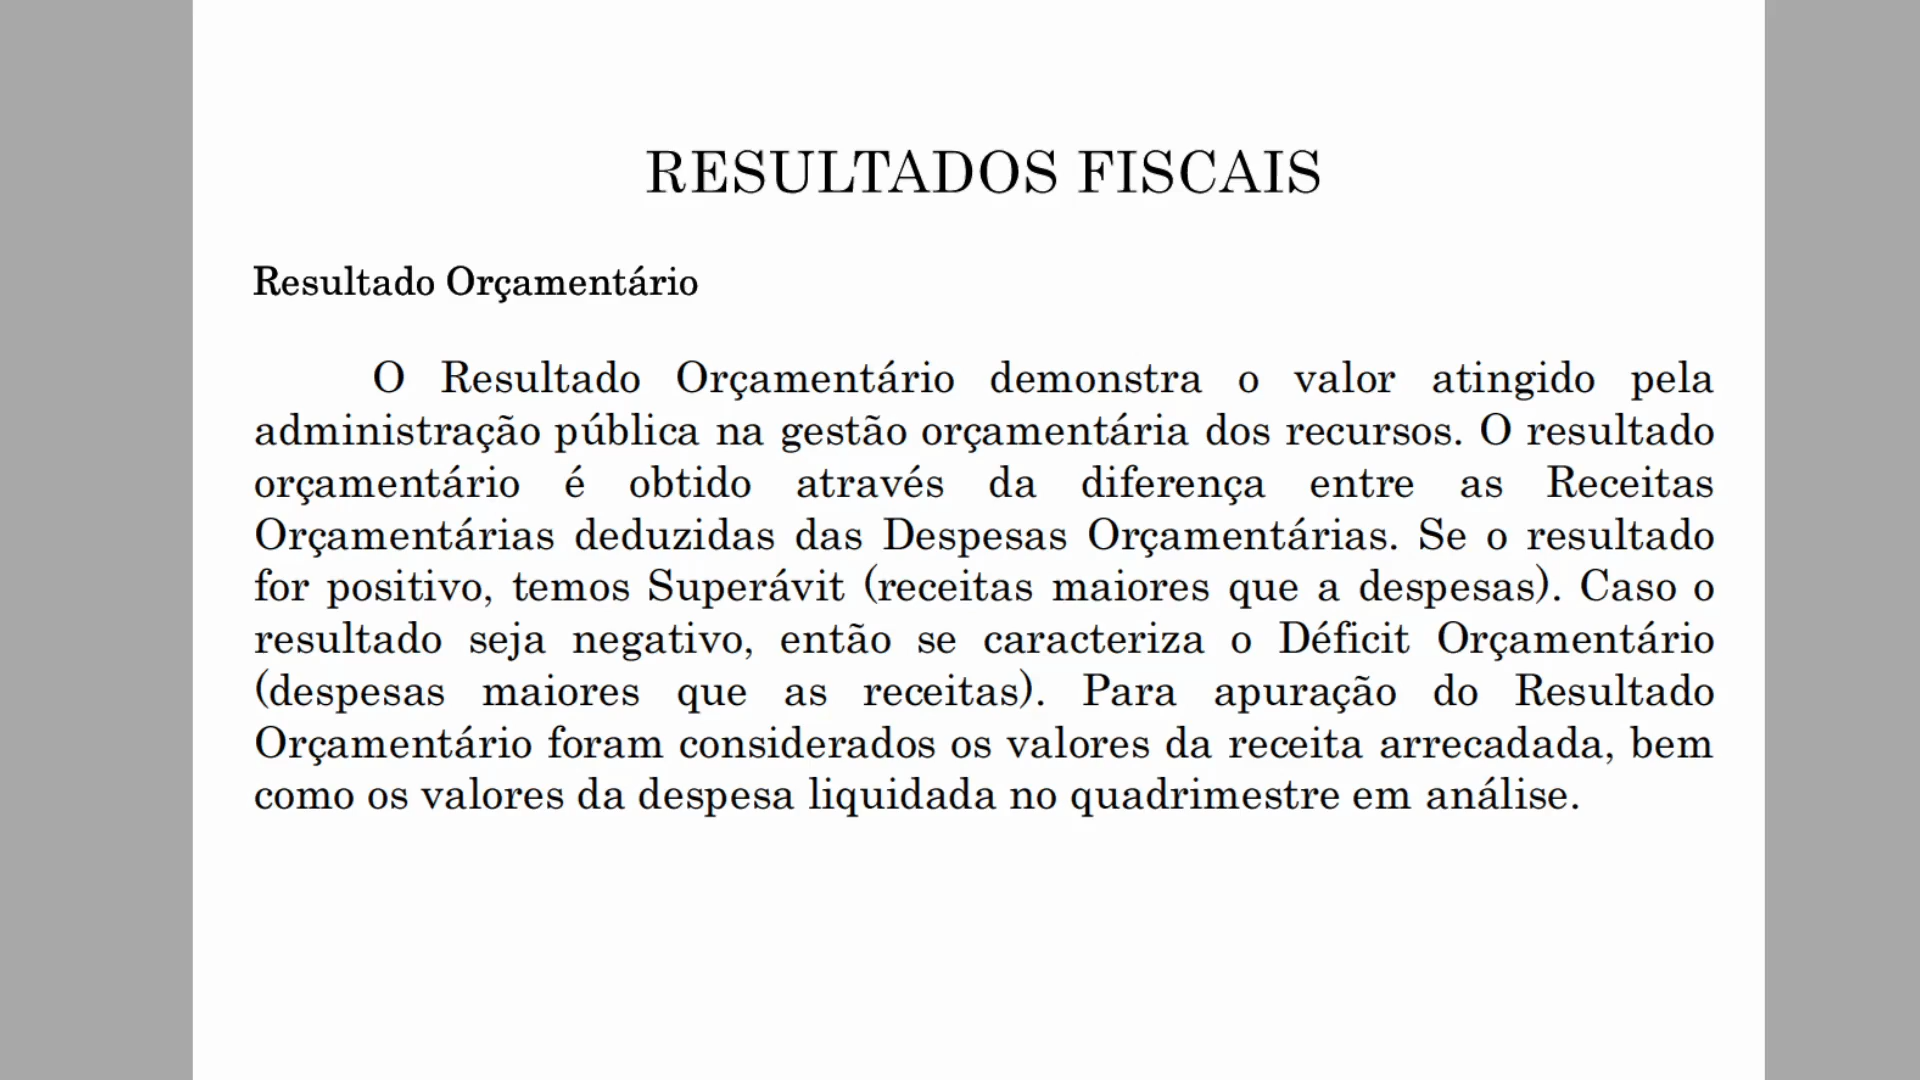 RESULTADOS FISCAIS
Resultado Orçamentário
O Resultado Orçamentário demonstra o valor atingido pela
administração pública na gestão orçamentária dos recursos. O resultado
orçamentário é obtido através da diferença entre as Receitas
Orçamentárias deduzidas das Despesas Orçamentárias. Se o resultado
for positivo, temos Superávit (receitas maiores que a despesas). Caso o
resultado seja negativo, então se caracteriza o Déficit Orçamentário
(despesas maiores que as receitas). Para apuração do Resultado
Orçamentário foram considerados os valores da receita arrecadada, bem
como os valores da despesa liquidada no quadrimestre em análise.